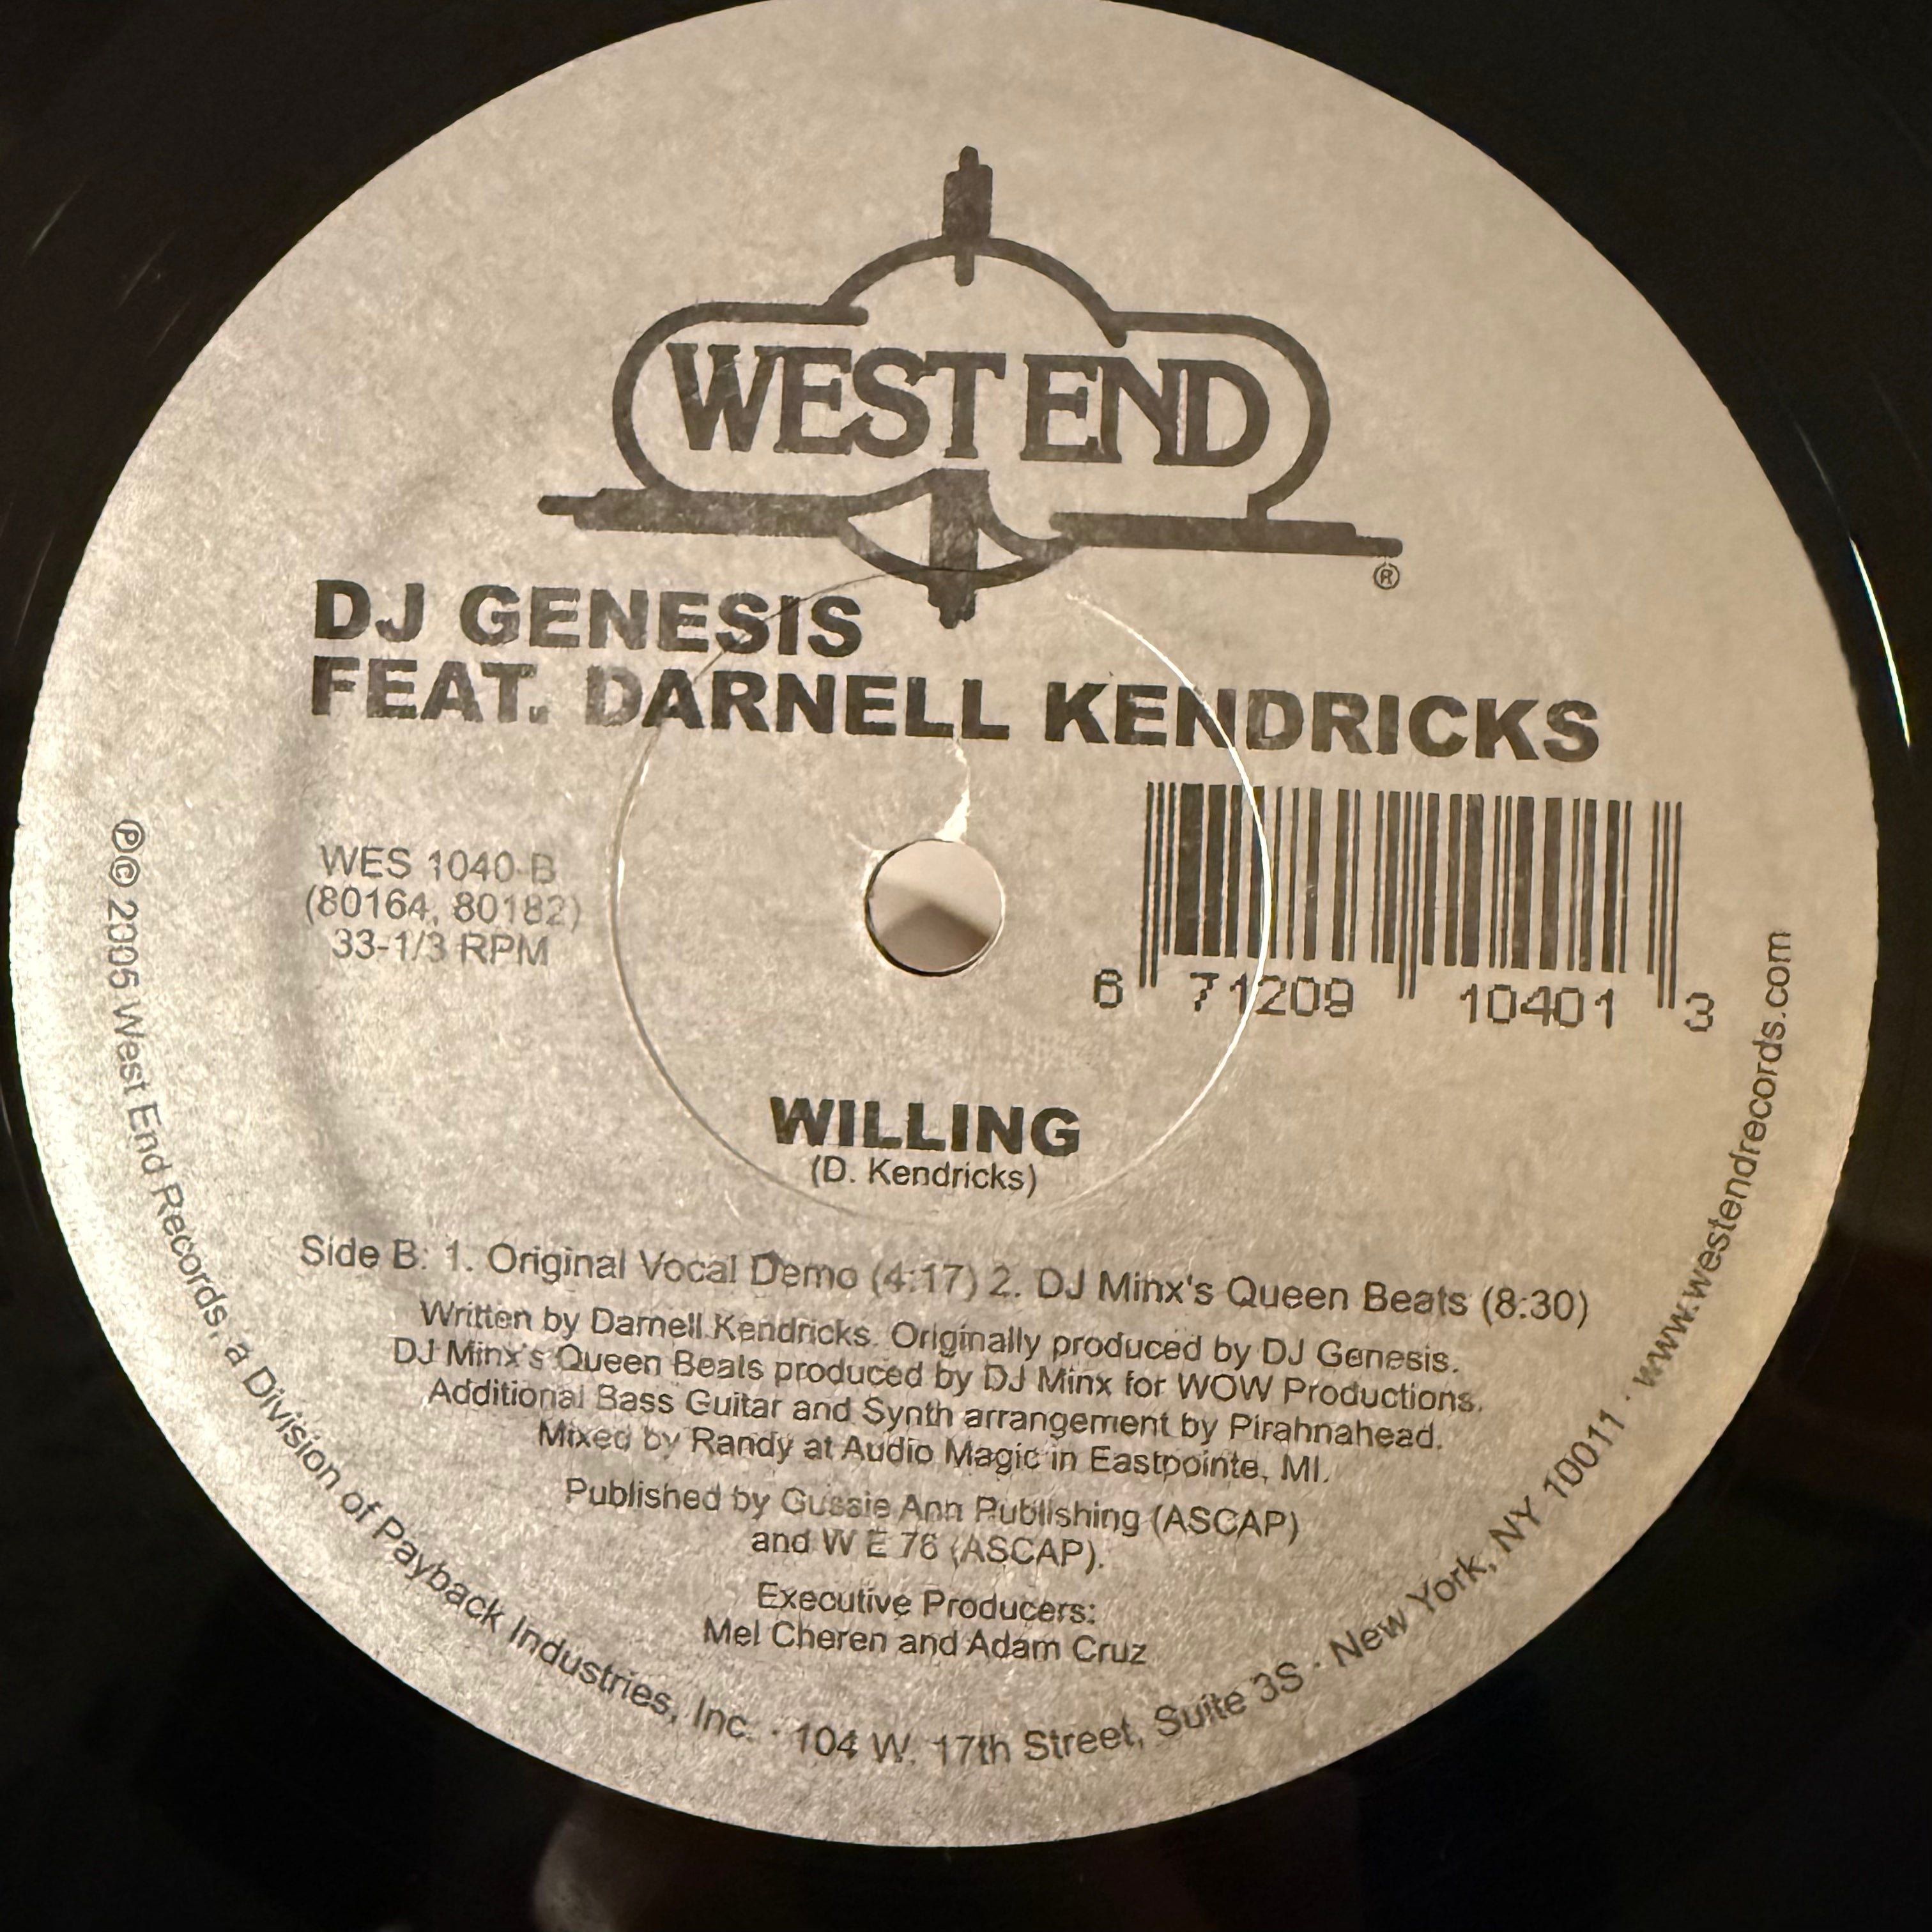 WEST END
®
DJ GENESIS
FEAT. DARNELL KENDRICKS
WES 1040-B
(80164, 80182)
33-1/3 RPM
6 71209 10401 3
WILLING
(D. Kendricks)
Side B: 1. Original Vocal Demo (4:17) 2. DJ Minx's Queen Beats (8:30)
Written by Darnell Kendricks. Originally produced by DJ Genesis.
DJ Minx's Queen Beats produced by DJ Minx for WOW Productions.
Additional Bass Guitar and Synth arrangement by Pirahnahead.
Mixed by Randy at Audio Magic in Eastpointe, MI.
Published by Gussie Ann Publishing (ASCAP)
and W E 76 (ASCAP).
Executive Producers:
Mel Cheren and Adam Cruz
℗© 2005 West End Records, a Division of Payback Industries, Inc. · 104 W. 17th Street, Suite 3S · New York, NY 10011 · www.westendrecords.com